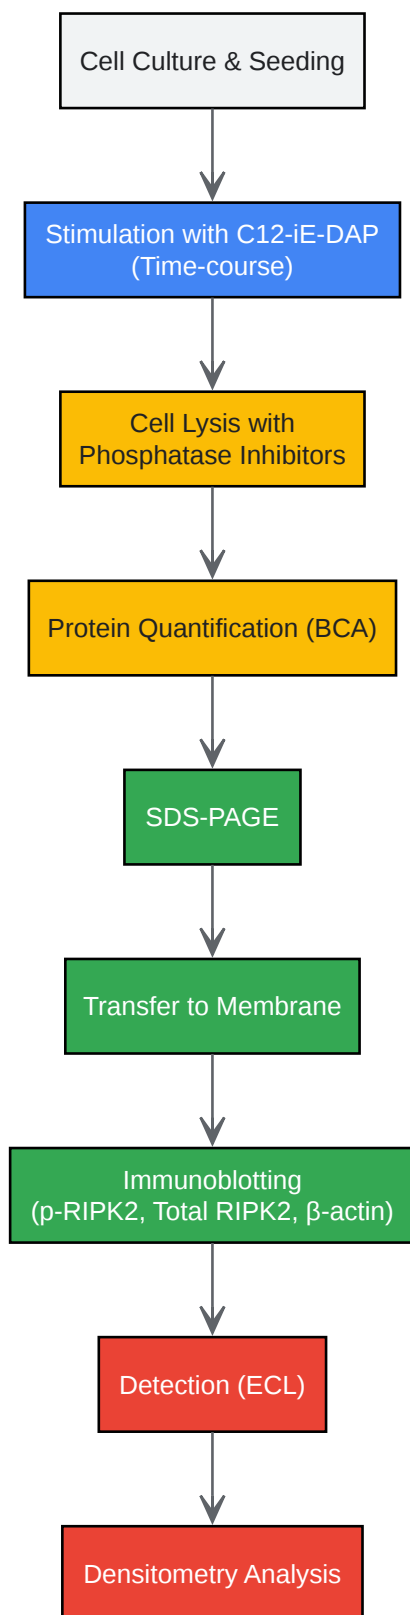 Cell Culture & Seeding
Stimulation with C12-iE-DAP
(Time-course)
Cell Lysis with
Phosphatase Inhibitors
Protein Quantification (BCA)
SDS-PAGE
Transfer to Membrane
Immunoblotting
(p-RIPK2, Total RIPK2, β-actin)
Detection (ECL)
Densitometry Analysis